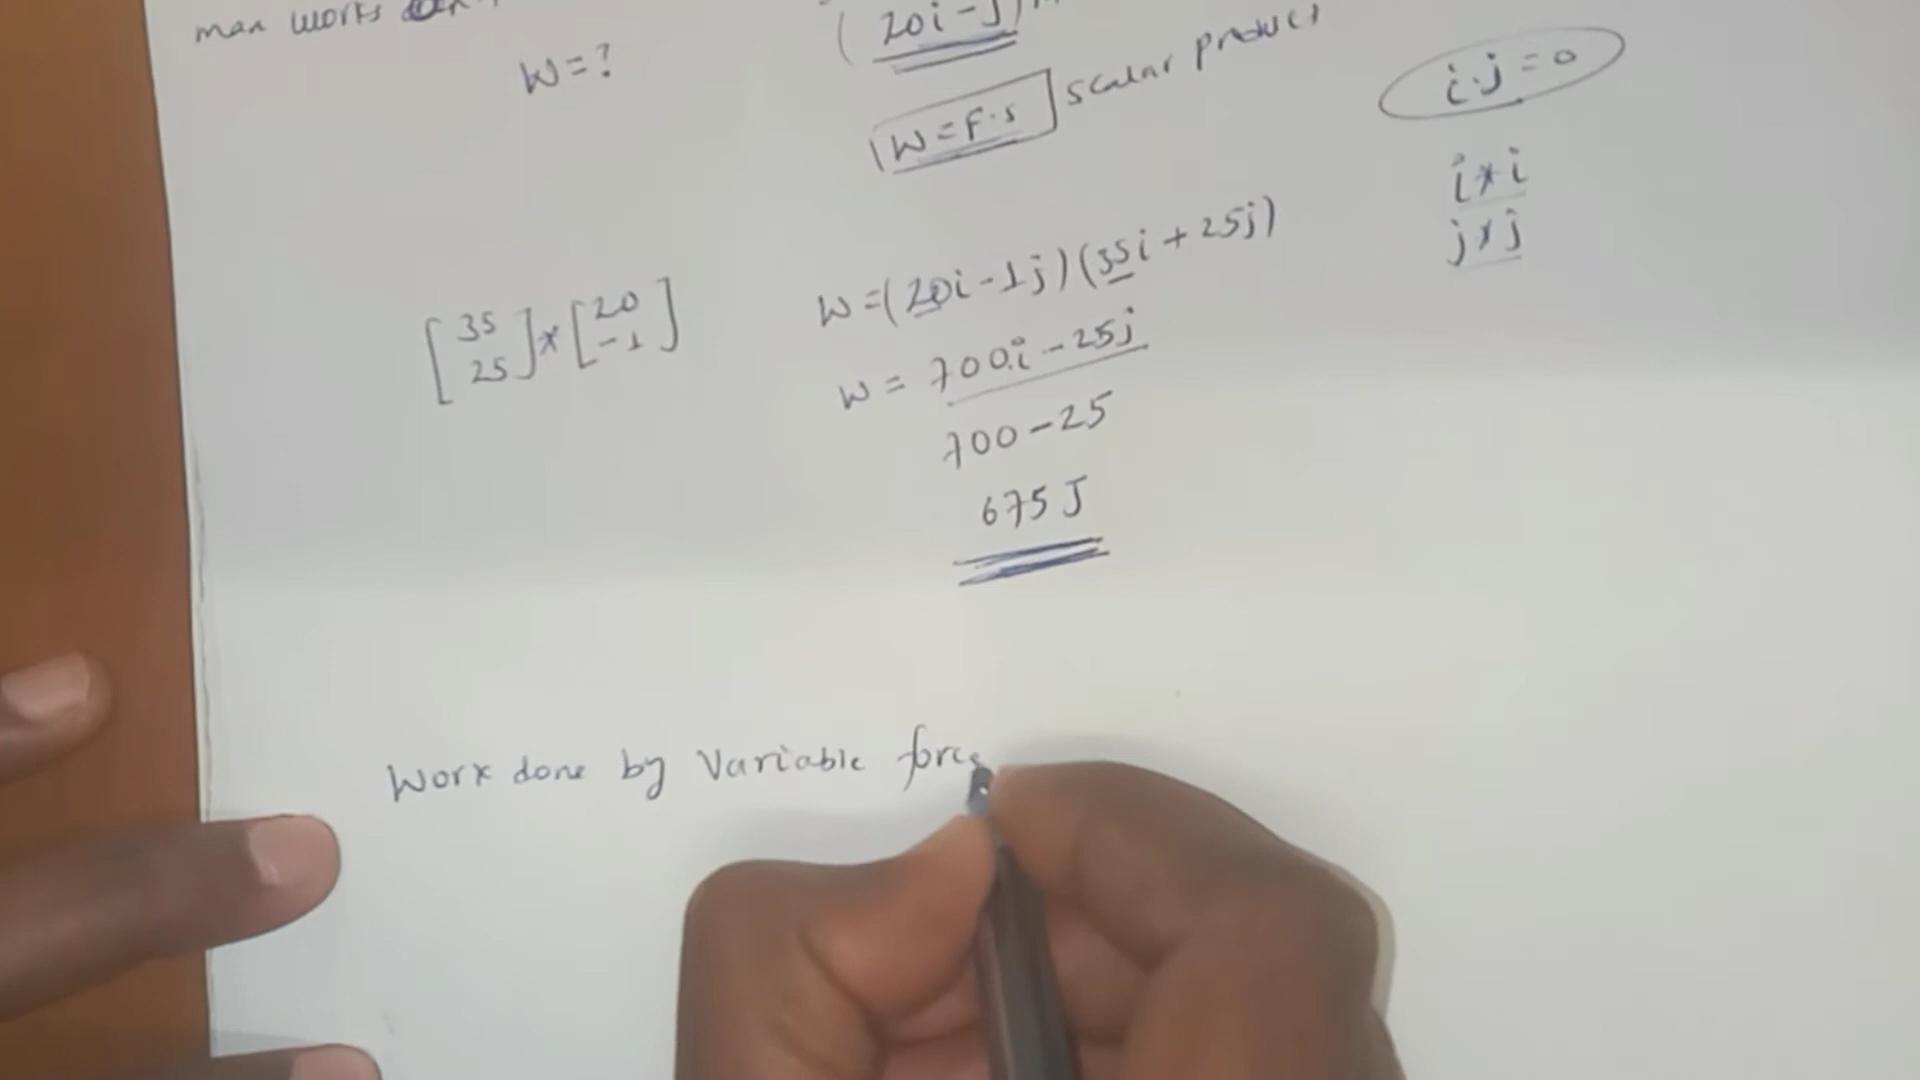 man works
W=?
(20i-j)
W=F·s scalar product
i·j=0
i*i
j*j
[35 25]*[20 -1]
W=(20i-1j)(35i+25j)
W=700i-25j
700-25
675 J
Work done by Variable force